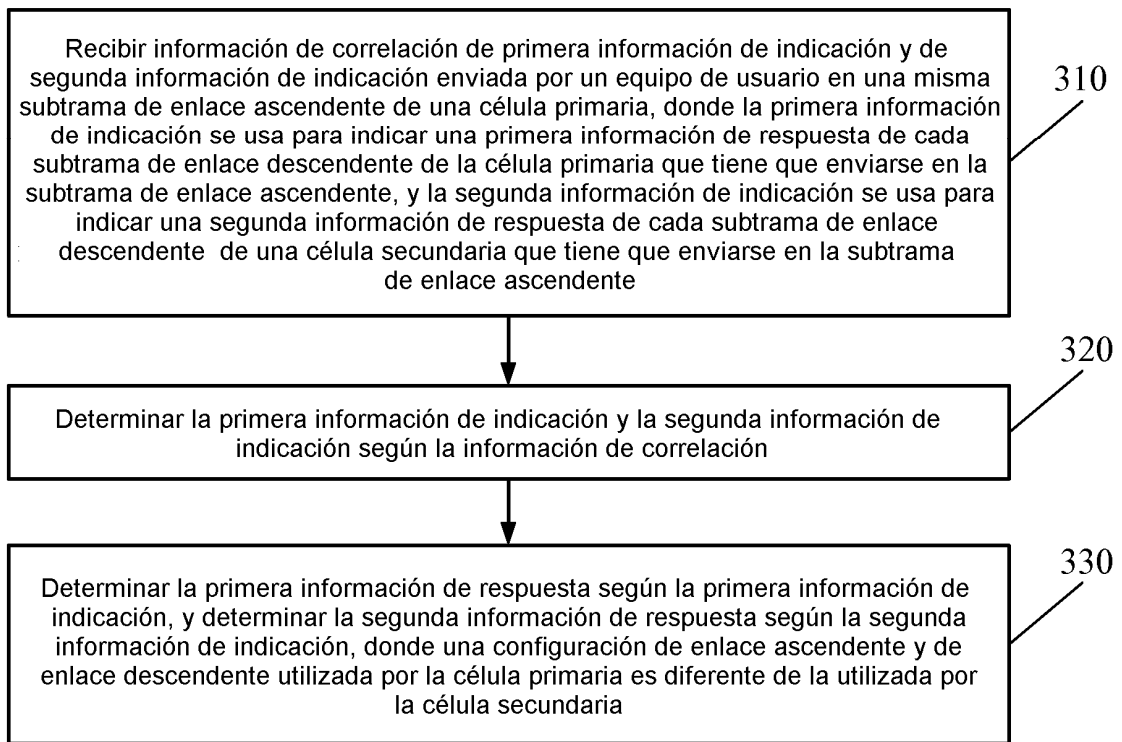 Recibir información de correlación de primera información de indicación y de
segunda información de indicación enviada por un equipo de usuario en una misma
subtrama de enlace ascendente de una célula primaria, donde la primera información
de indicación se usa para indicar una primera información de respuesta de cada
subtrama de enlace descendente de la célula primaria que tiene que enviarse en la
subtrama de enlace ascendente, y la segunda información de indicación se usa para
indicar una segunda información de respuesta de cada subtrama de enlace
descendente de una célula secundaria que tiene que enviarse en la subtrama
de enlace ascendente
310
Determinar la primera información de indicación y la segunda información de
indicación según la información de correlación
320
Determinar la primera información de respuesta según la primera información de
indicación, y determinar la segunda información de respuesta según la segunda
información de indicación, donde una configuración de enlace ascendente y de
enlace descendente utilizada por la célula primaria es diferente de la utilizada por
la célula secundaria
330